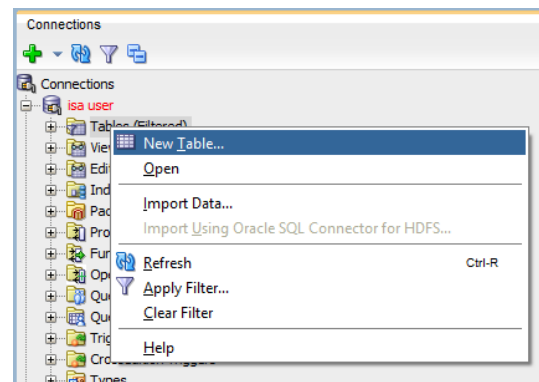 Connections
Connections
isa user
Tables (Filtered)
New Table...
Open
Import Data...
Import Using Oracle SQL Connector for HDFS...
Refresh Ctrl-R
Apply Filter...
Clear Filter
Help
Types